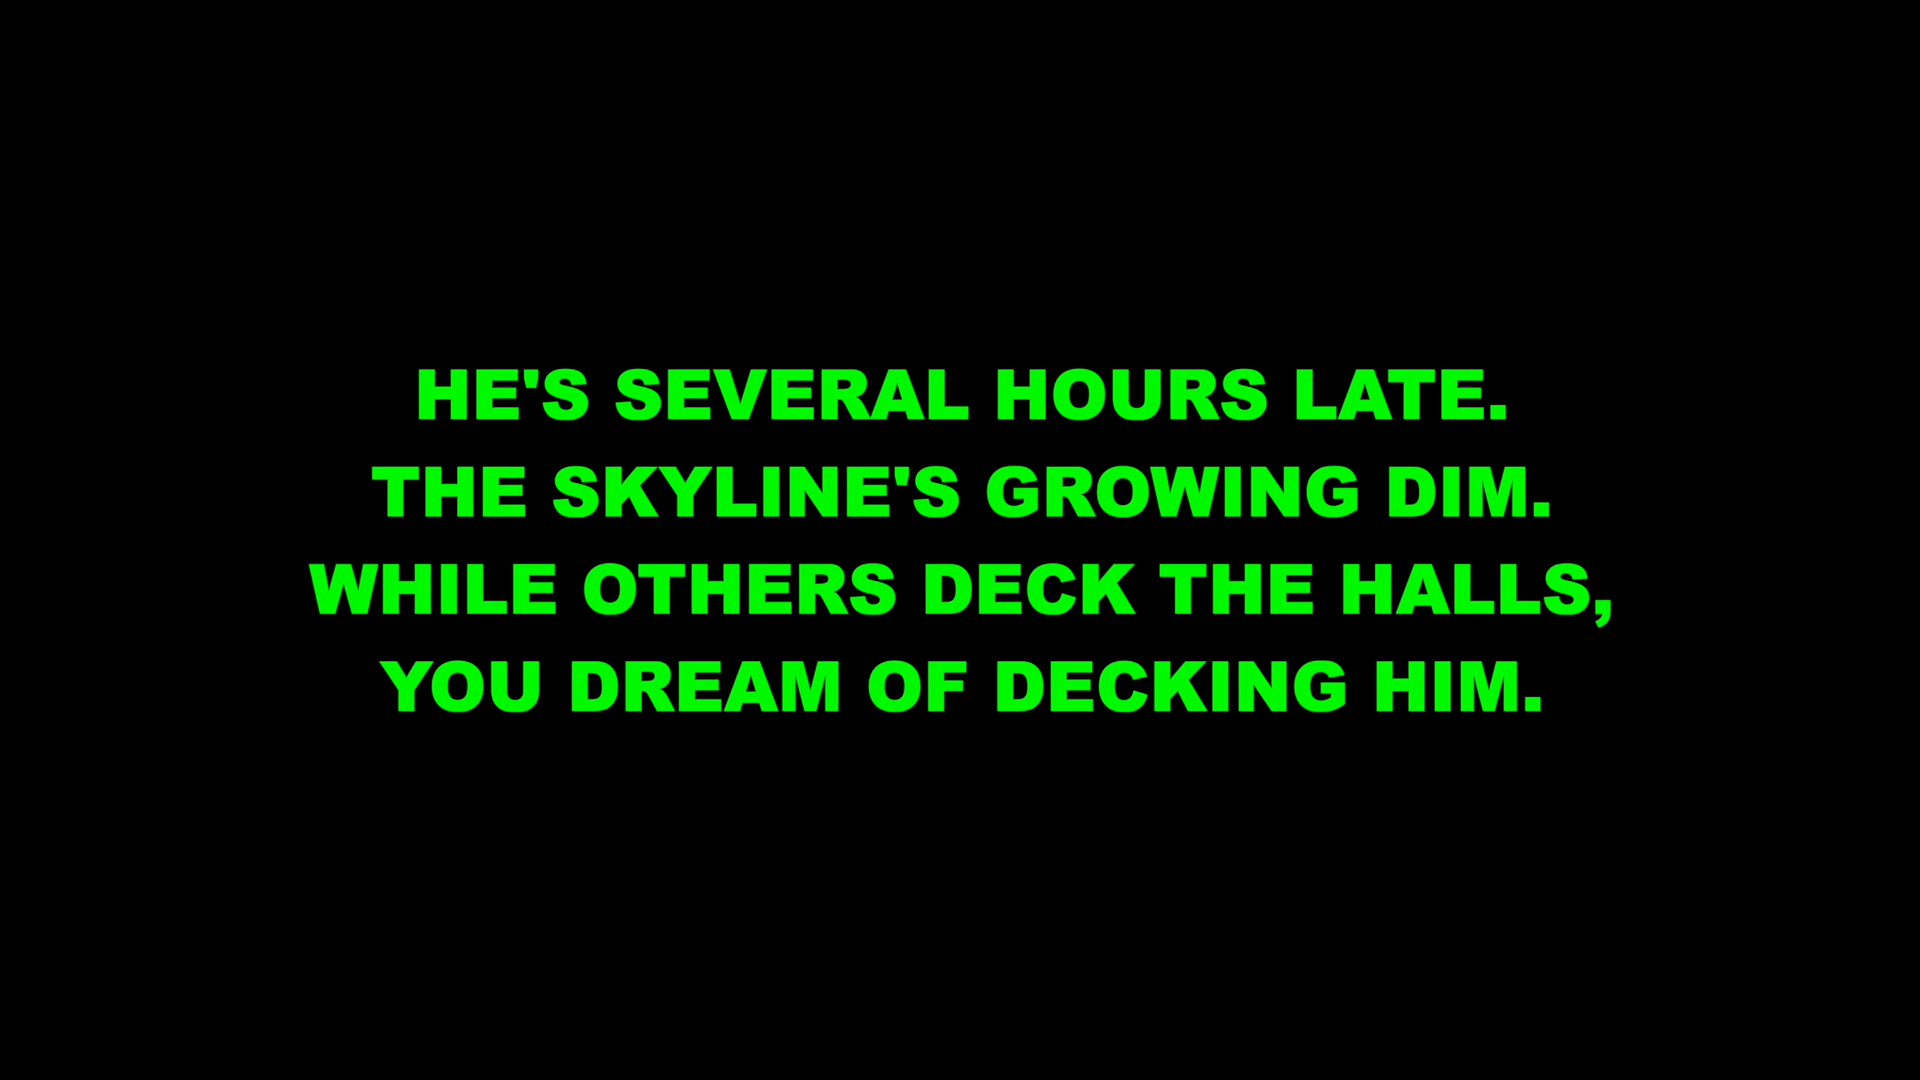 HE'S SEVERAL HOURS LATE.
THE SKYLINE'S GROWING DIM.
WHILE OTHERS DECK THE HALLS,
YOU DREAM OF DECKING HIM.